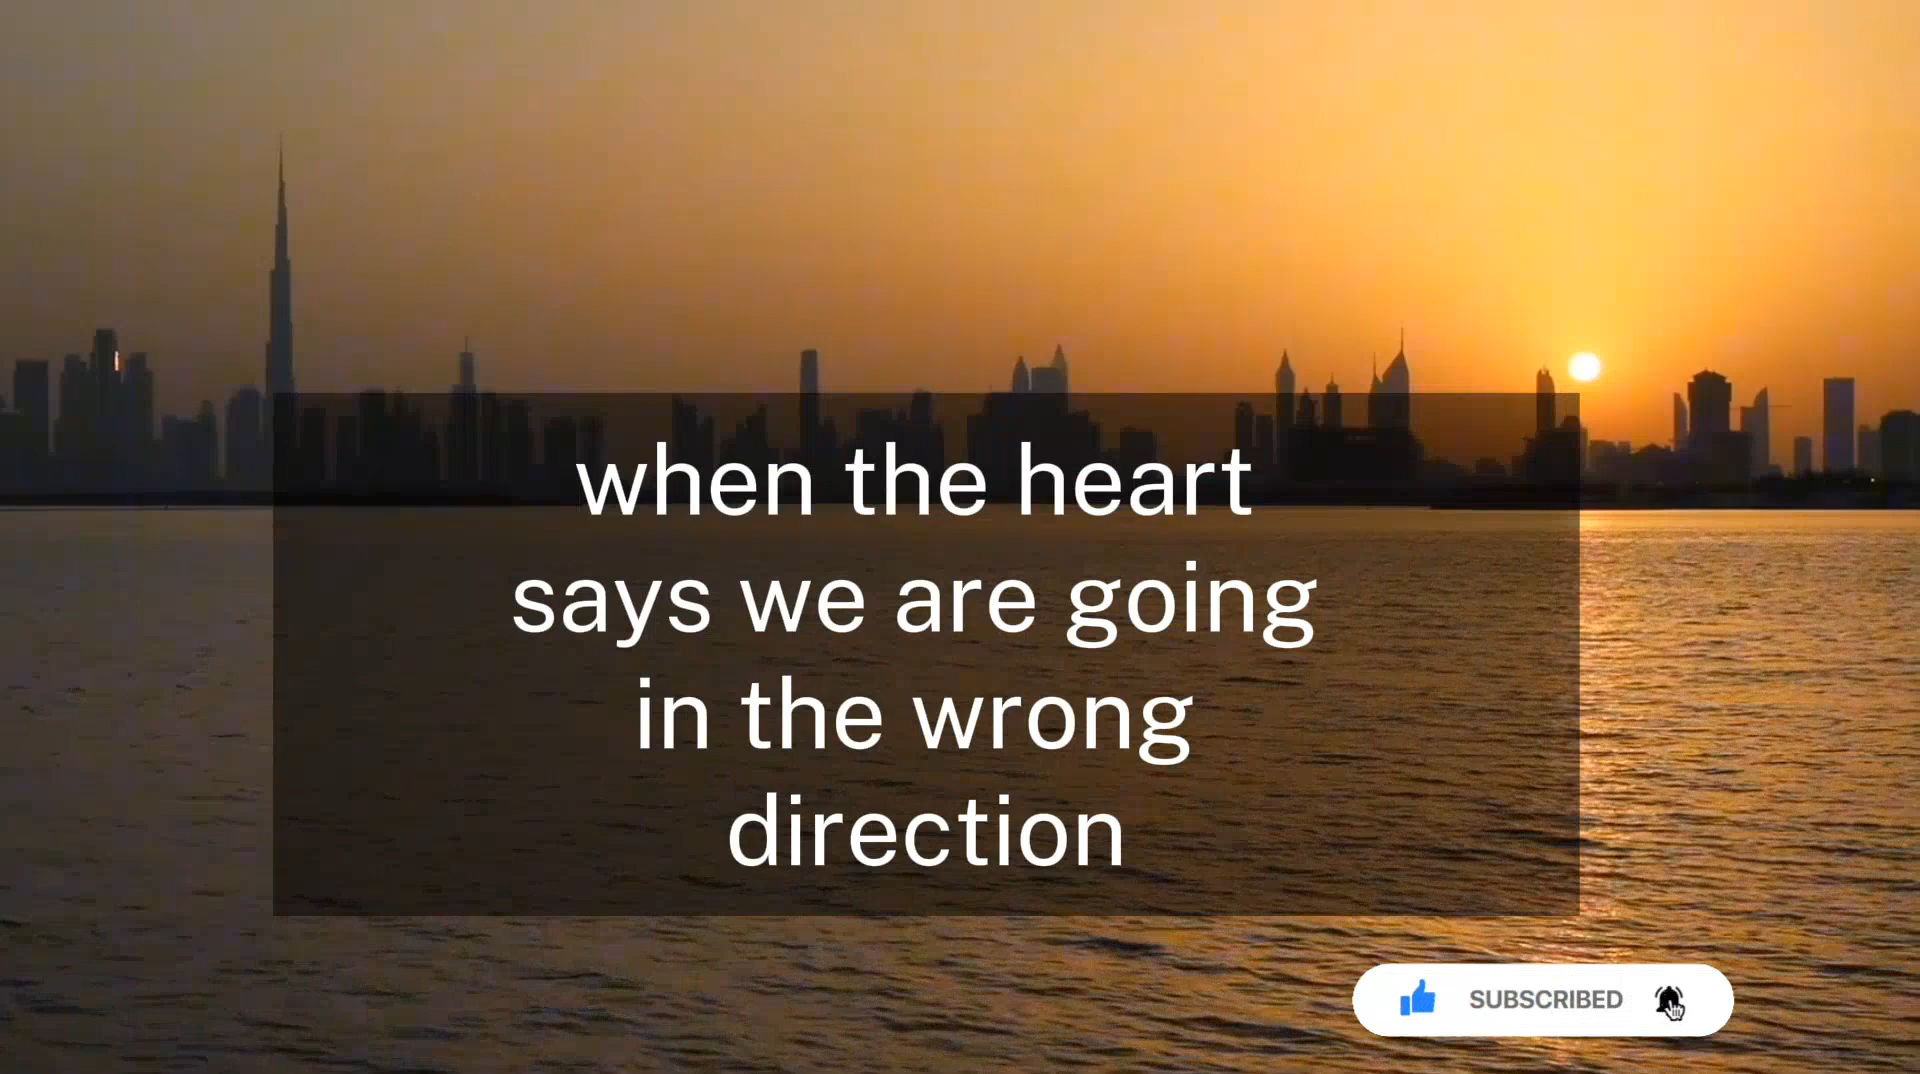 when the heart
says we are going
in the wrong
direction
SUBSCRIBED